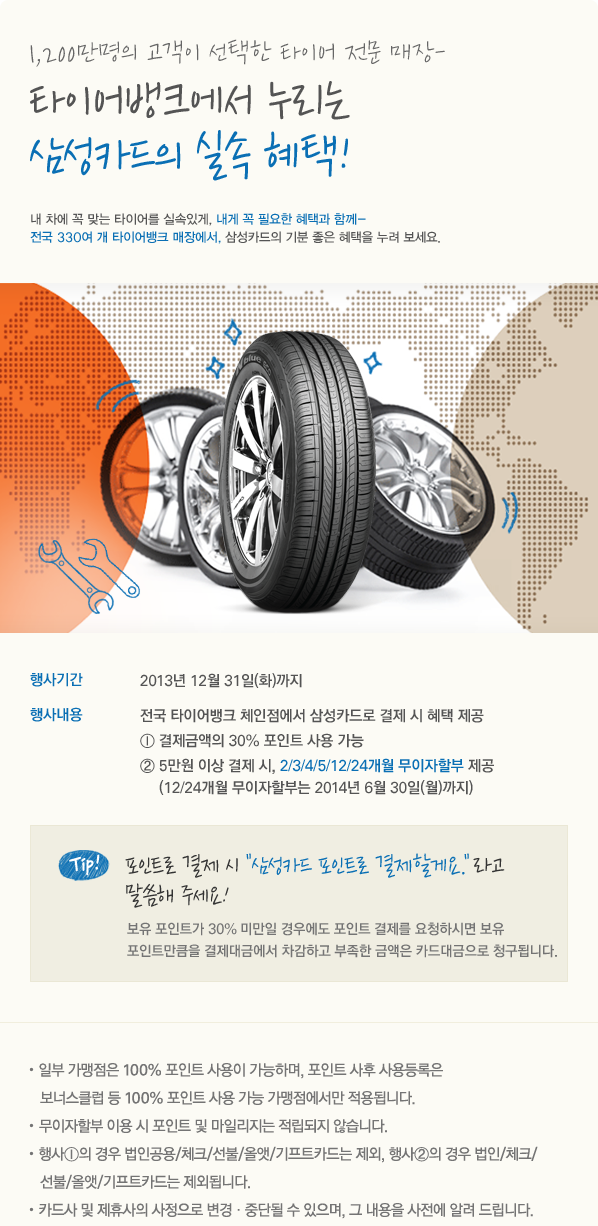 1,200만명의 고객이 선택한 타이어 전문 매장-
타이어뱅크에서 누리는
삼성카드의 실속 혜택!
내 차에 꼭 맞는 타이어를 실속있게, 내게 꼭 필요한 혜택과 함께-
전국 330여 개 타이어뱅크 매장에서, 삼성카드의 기분 좋은 혜택을 누려 보세요.
blue
행사기간 2013년 12월 31일(화)까지
행사내용 전국 타이어뱅크 체인점에서 삼성카드로 결제 시 혜택 제공
① 결제금액의 30% 포인트 사용 가능
② 5만원 이상 결제 시, 2/3/4/5/12/24개월 무이자할부 제공
(12/24개월 무이자할부는 2014년 6월 30일(월)까지)
Tip! 포인트로 결제 시 "삼성카드 포인트로 결제할게요."라고
말씀해 주세요!
보유 포인트가 30% 미만일 경우에도 포인트 결제를 요청하시면 보유
포인트만큼을 결제대금에서 차감하고 부족한 금액은 카드대금으로 청구됩니다.
• 일부 가맹점은 100% 포인트 사용이 가능하며, 포인트 사후 사용등록은
보너스클럽 등 100% 포인트 사용 가능 가맹점에서만 적용됩니다.
• 무이자할부 이용 시 포인트 및 마일리지는 적립되지 않습니다.
• 행사①의 경우 법인공용/체크/선불/올앳/기프트카드는 제외, 행사②의 경우 법인/체크/
선불/올앳/기프트카드는 제외됩니다.
• 카드사 및 제휴사의 사정으로 변경 · 중단될 수 있으며, 그 내용을 사전에 알려 드립니다.